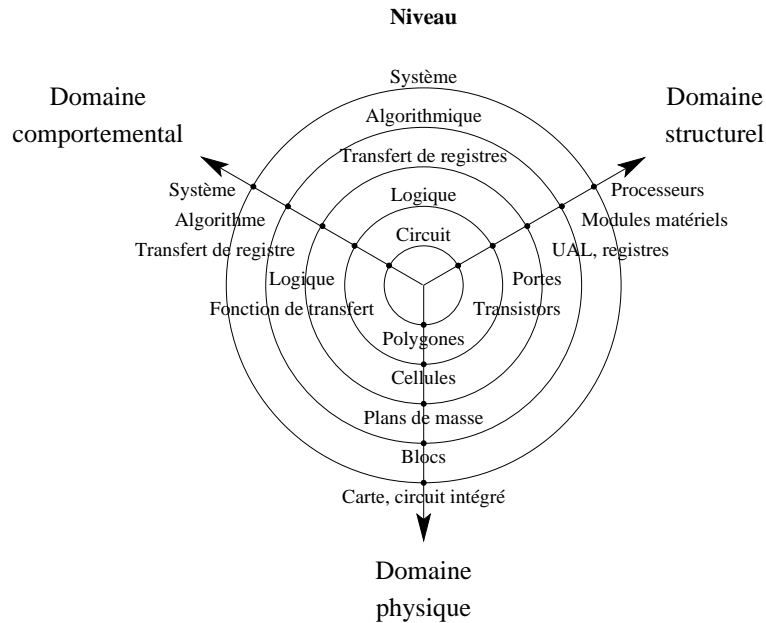 Niveau
Système
Domaine
comportemental
Domaine
structurel
Algorithmique
Transfert de registres
Système
Processeurs
Logique
Algorithme
Modules matériels
Circuit
Transfert de registre
UAL, registres
Logique
Portes
Fonction de transfert
Transistors
Polygones
Cellules
Plans de masse
Blocs
Carte, circuit intégré
Domaine
physique